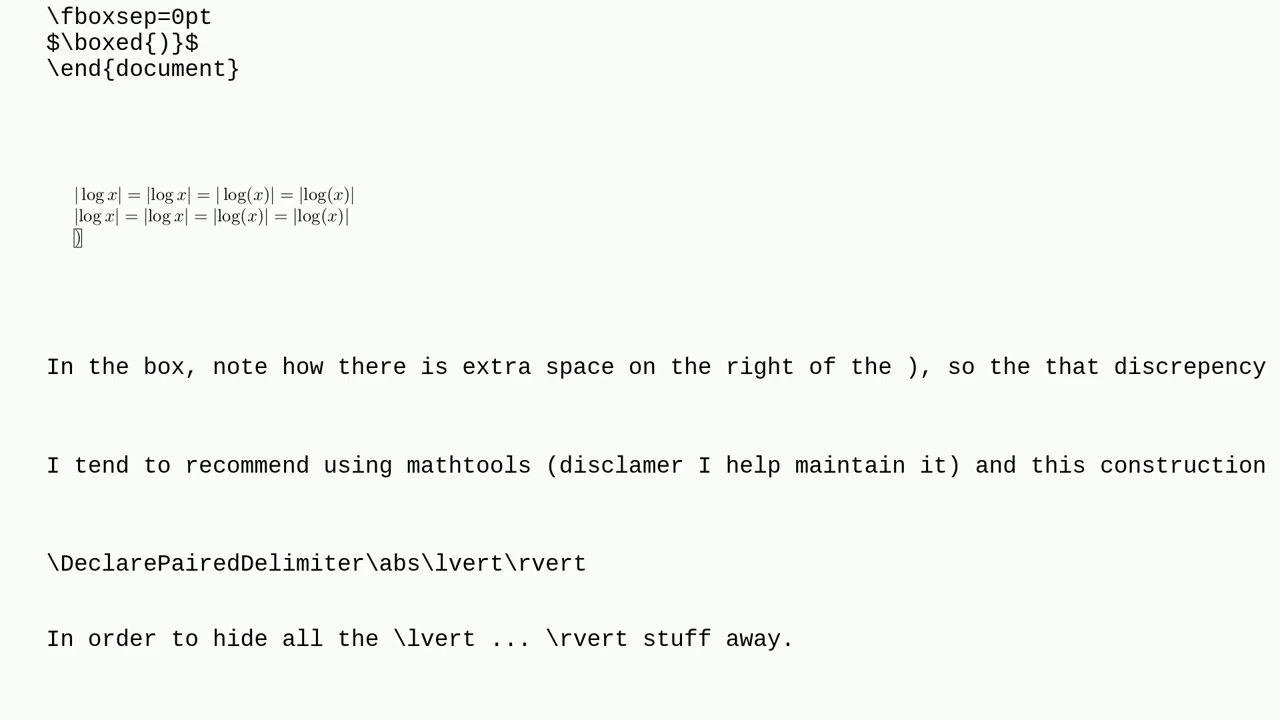 \fboxsep=0pt
$\boxed{)}$
\end{document}
| log x| = |log x| = | log(x)| = |log(x)|
|log x| = |log x| = |log(x)| = |log(x)|
)
In the box, note how there is extra space on the right of the ), so the that discrepency
I tend to recommend using mathtools (disclamer I help maintain it) and this construction
\DeclarePairedDelimiter\abs\lvert\rvert
In order to hide all the \lvert ... \rvert stuff away.